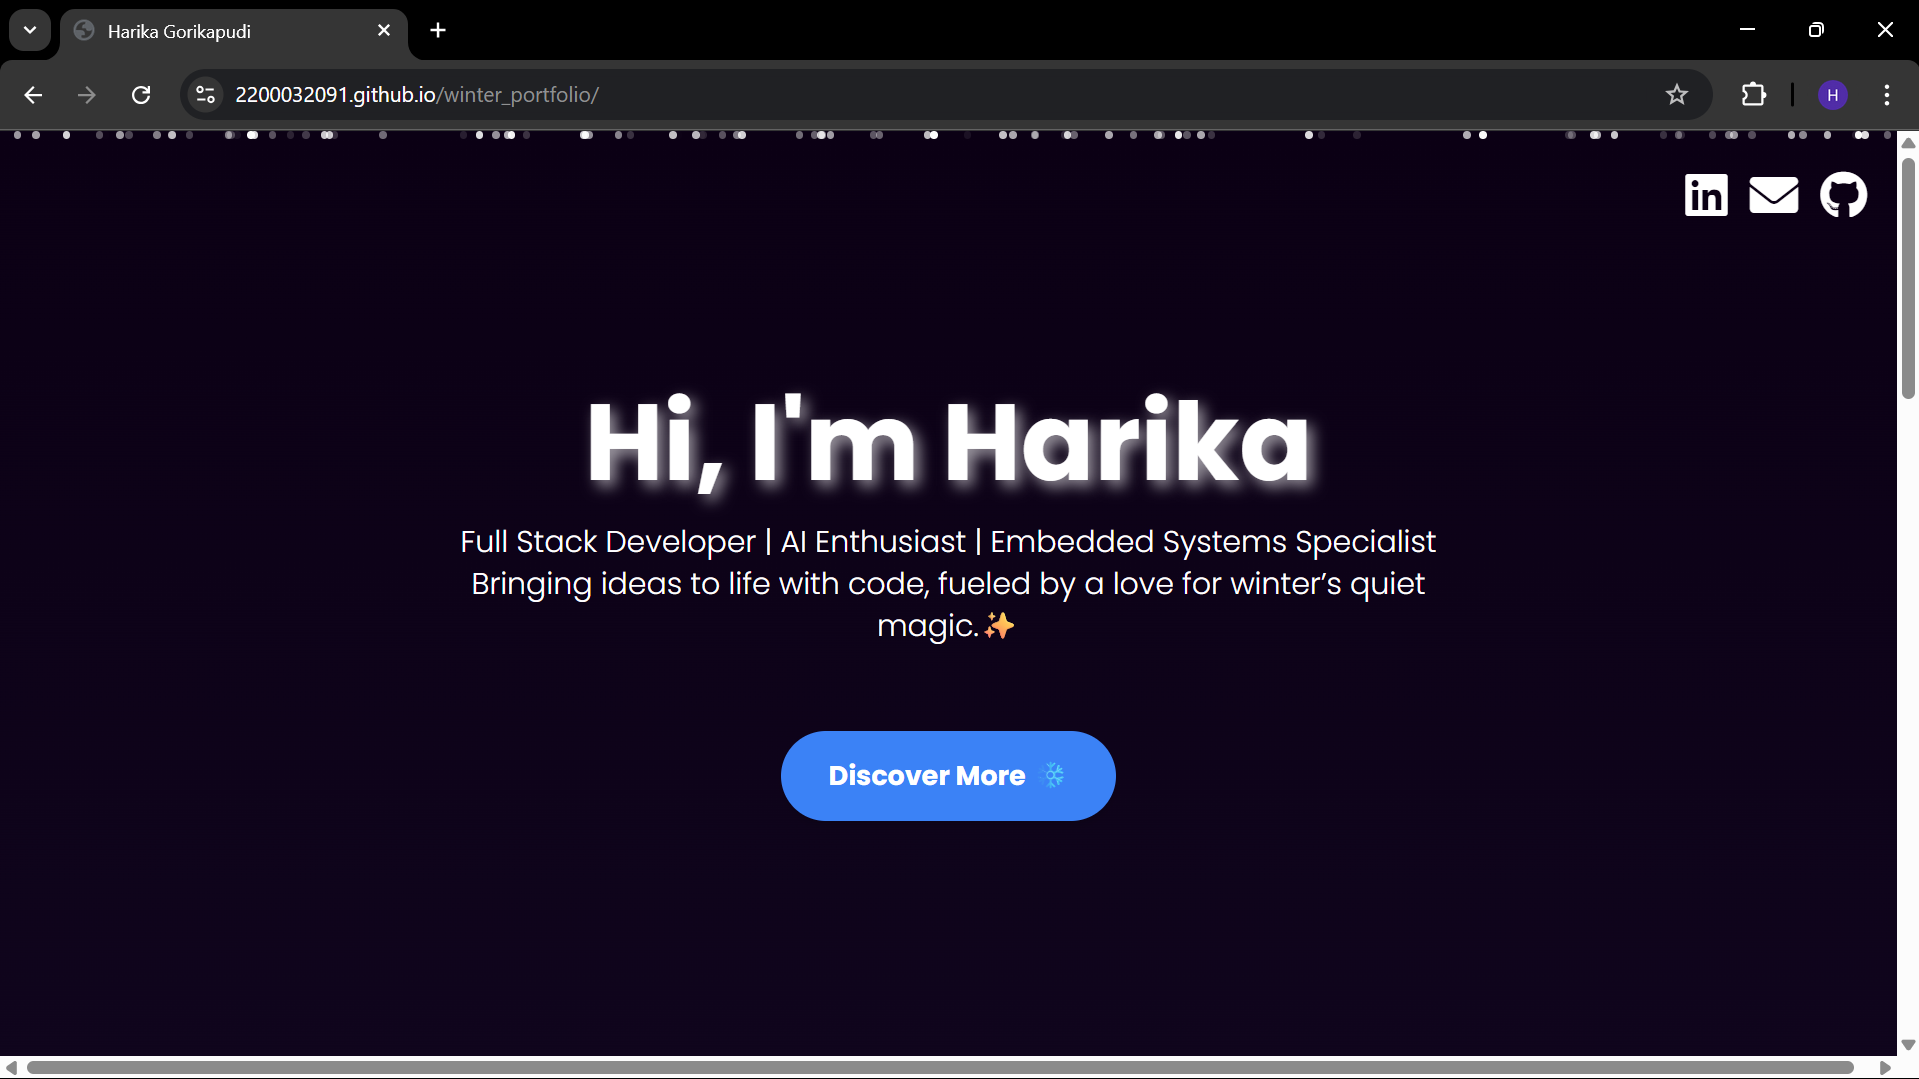 Harika Gorikapudi
2200032091.github.io/winter_portfolio/
H
in
Hi, I'm Harika
Full Stack Developer | AI Enthusiast | Embedded Systems Specialist
Bringing ideas to life with code, fueled by a love for winter’s quiet
magic.✨
Discover More ❄️